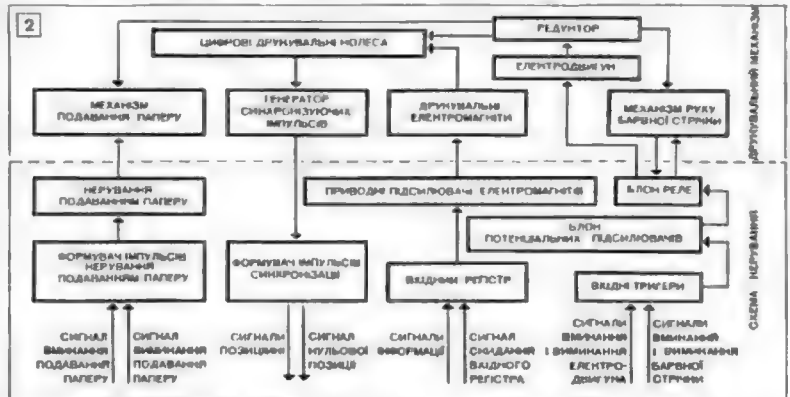 2
РЕДУКТОР
ЦИФРОВІ ДРУКУВАЛЬНІ КОЛЕСА
ЕЛЕКТРОДВИГУН
МЕХАНІЗМ
ПОДАВАННЯ ПАПЕРУ
ГЕНЕРАТОР
СИНХРОНІЗУЮЧИХ
ІМПУЛЬСІВ
ДРУКУВАЛЬНІ
ЕЛЕКТРОМАГНІТИ
МЕХАНІЗМ РУХУ
БАРВНОЇ СТРІЧКИ
ДРУКУВАЛЬНИЙ МЕХАНІЗМ
КЕРУВАННЯ
ПОДАВАННЯМ ПАПЕРУ
ПРИВОДНІ ПІДСИЛЮВАЧІ ЕЛЕКТРОМАГНІТІВ
БЛОК РЕЛЕ
БЛОК
ПОТЕНЦІАЛЬНИХ ПІДСИЛЮВАЧІВ
ФОРМУВАЧ ІМПУЛЬСІВ
КЕРУВАННЯ
ПОДАВАННЯМ ПАПЕРУ
ФОРМУВАЧ ІМПУЛЬСІВ
СИНХРОНІЗАЦІЇ
ВХІДНИЙ РЕГІСТР
ВХІДНІ ТРИГЕРИ
СХЕМА КЕРУВАННЯ
СИГНАЛ
ВМИКАННЯ
ПОДАВАННЯ
ПАПЕРУ
СИГНАЛ
ВИМИКАННЯ
ПОДАВАННЯ
ПАПЕРУ
СИГНАЛИ
ПОЗИЦІЙНІ
СИГНАЛ
НУЛЬОВОЇ
ПОЗИЦІЇ
СИГНАЛИ
ІНФОРМАЦІЇ
СИГНАЛ
СКИДАННЯ
ВХІДНОГО
РЕГІСТРА
СИГНАЛИ
ВМИКАННЯ
І ВИМИКАННЯ
ЕЛЕКТРО-
ДВИГУНА
СИГНАЛИ
ВМИКАННЯ
І ВИМИКАННЯ
БАРВНОЇ
СТРІЧКИ